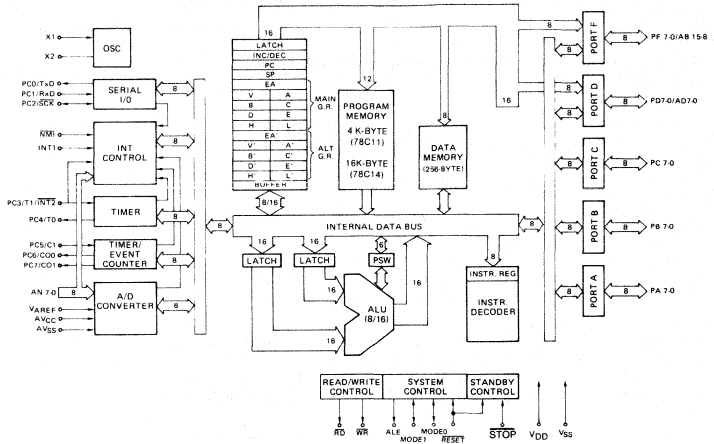 X1
X2
OSC
PC0/TxD
PC1/RxD
PC2/SCK
SERIAL
I/O
8
NMI
INT1
INT
CONTROL
8
PC3/T1/INT2
PC4/T0
TIMER
8
PC5/C1
PC6/CO0
PC7/CO1
TIMER/
EVENT
COUNTER
8
AN 7-0
8
VAREF
AVCC
AVSS
A/D
CONVERTER
8
8
16
LATCH
INC/DEC
PC
SP
EA
V A
B C
D E
H L
MAIN
G.R.
EA'
V' A'
B' C'
D' E'
H' L'
ALT
G.R.
BUFFER
8/16
12
PROGRAM
MEMORY
4 K-BYTE
(78C11)
16K-BYTE
(78C14)
8
DATA
MEMORY
(256-BYTE)
16
INTERNAL DATA BUS
8
16
LATCH
16
LATCH
6
PSW
16
16
16
ALU
(8/16)
8
INSTR. REG
INSTR.
DECODER
8
PORT F
8
PF 7-0/AB 15-8
8
PORT D
8
PD7-0/AD7-0
8
PORT C
8
PC 7-0
8
PORT B
8
PB 7-0
8
PORT A
8
PA 7-0
READ/WRITE
CONTROL
SYSTEM
CONTROL
STANDBY
CONTROL
RD
WR
ALE
MODE1
MODE0
RESET
STOP
VDD
VSS